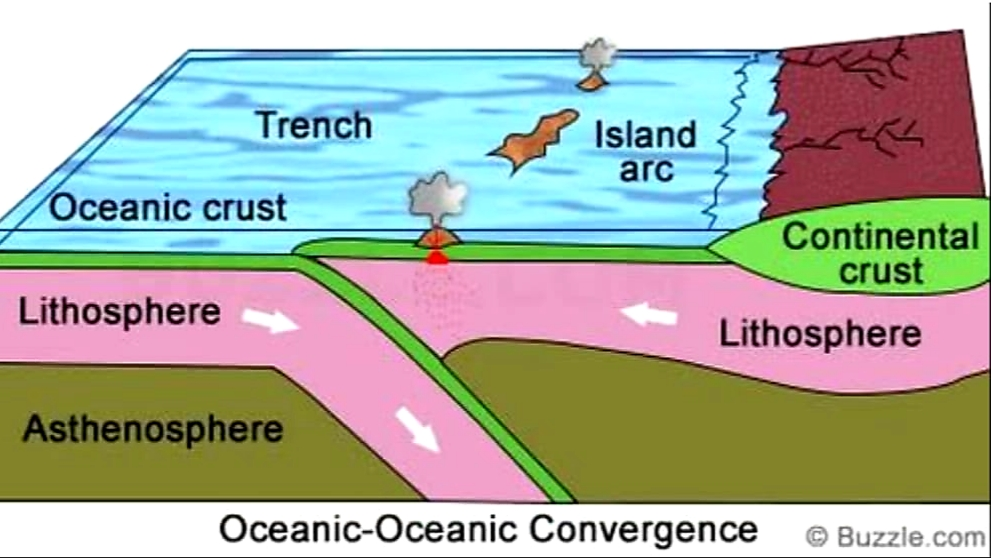 Trench
Island
arc
Oceanic crust
Continental
crust
Lithosphere
Lithosphere
Asthenosphere
Oceanic-Oceanic Convergence
© Buzzle.com